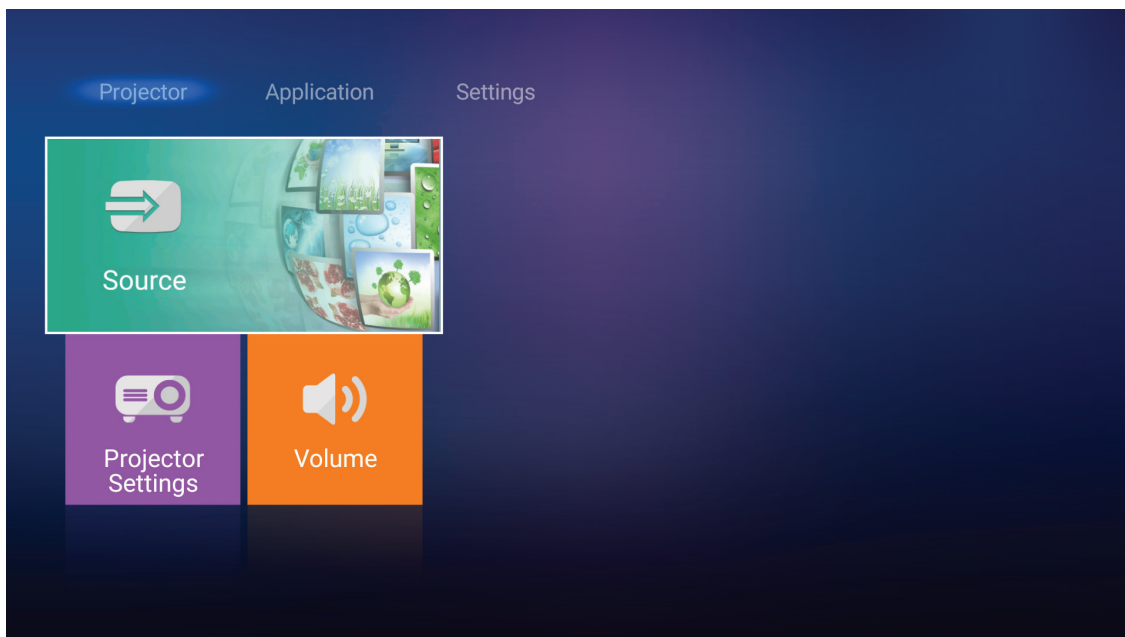 Projector Application Settings
Source
Projector
Settings
Volume